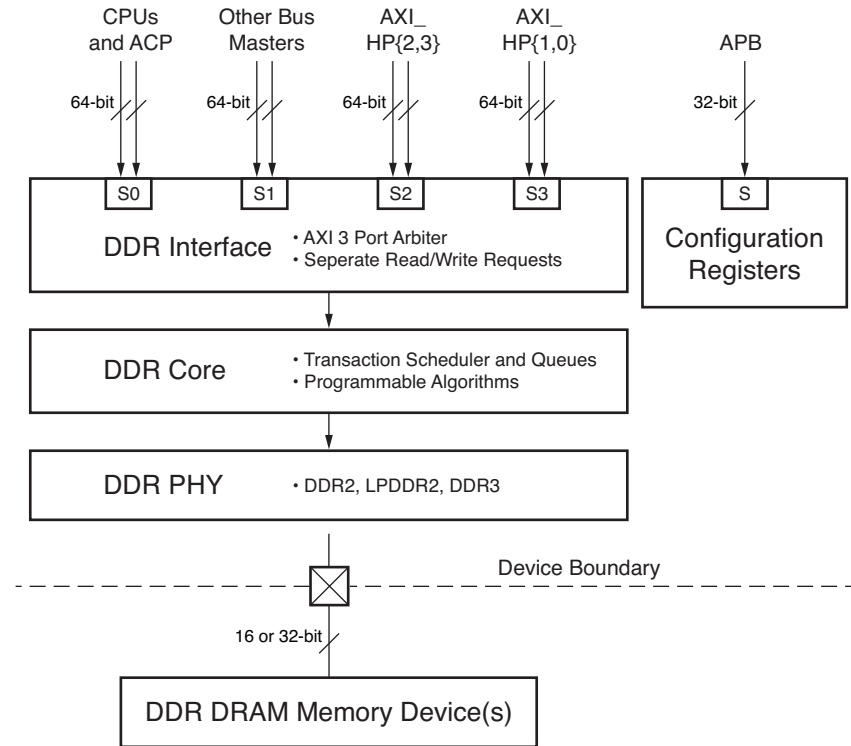 CPUs
and ACP
Other Bus
Masters
AXI_
HP{2,3}
AXI_
HP{1,0}
APB
64-bit
64-bit
64-bit
64-bit
32-bit
S0
S1
S2
S3
S
DDR Interface
• AXI 3 Port Arbiter
• Seperate Read/Write Requests
Configuration
Registers
DDR Core
• Transaction Scheduler and Queues
• Programmable Algorithms
DDR PHY
• DDR2, LPDDR2, DDR3
Device Boundary
16 or 32-bit
DDR DRAM Memory Device(s)